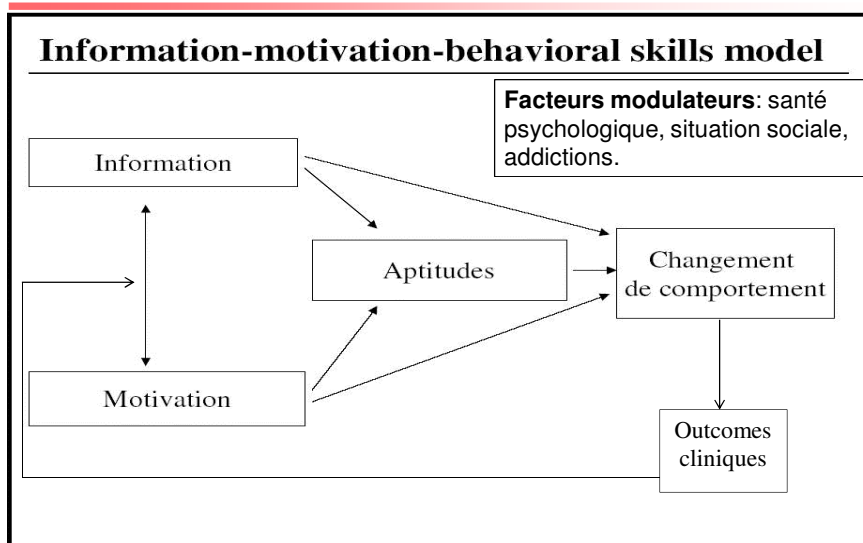 Information-motivation-behavioral skills model
Facteurs modulateurs: santé
psychologique, situation sociale,
addictions.
Information
Aptitudes
Changement
de comportement
Motivation
Outcomes
cliniques